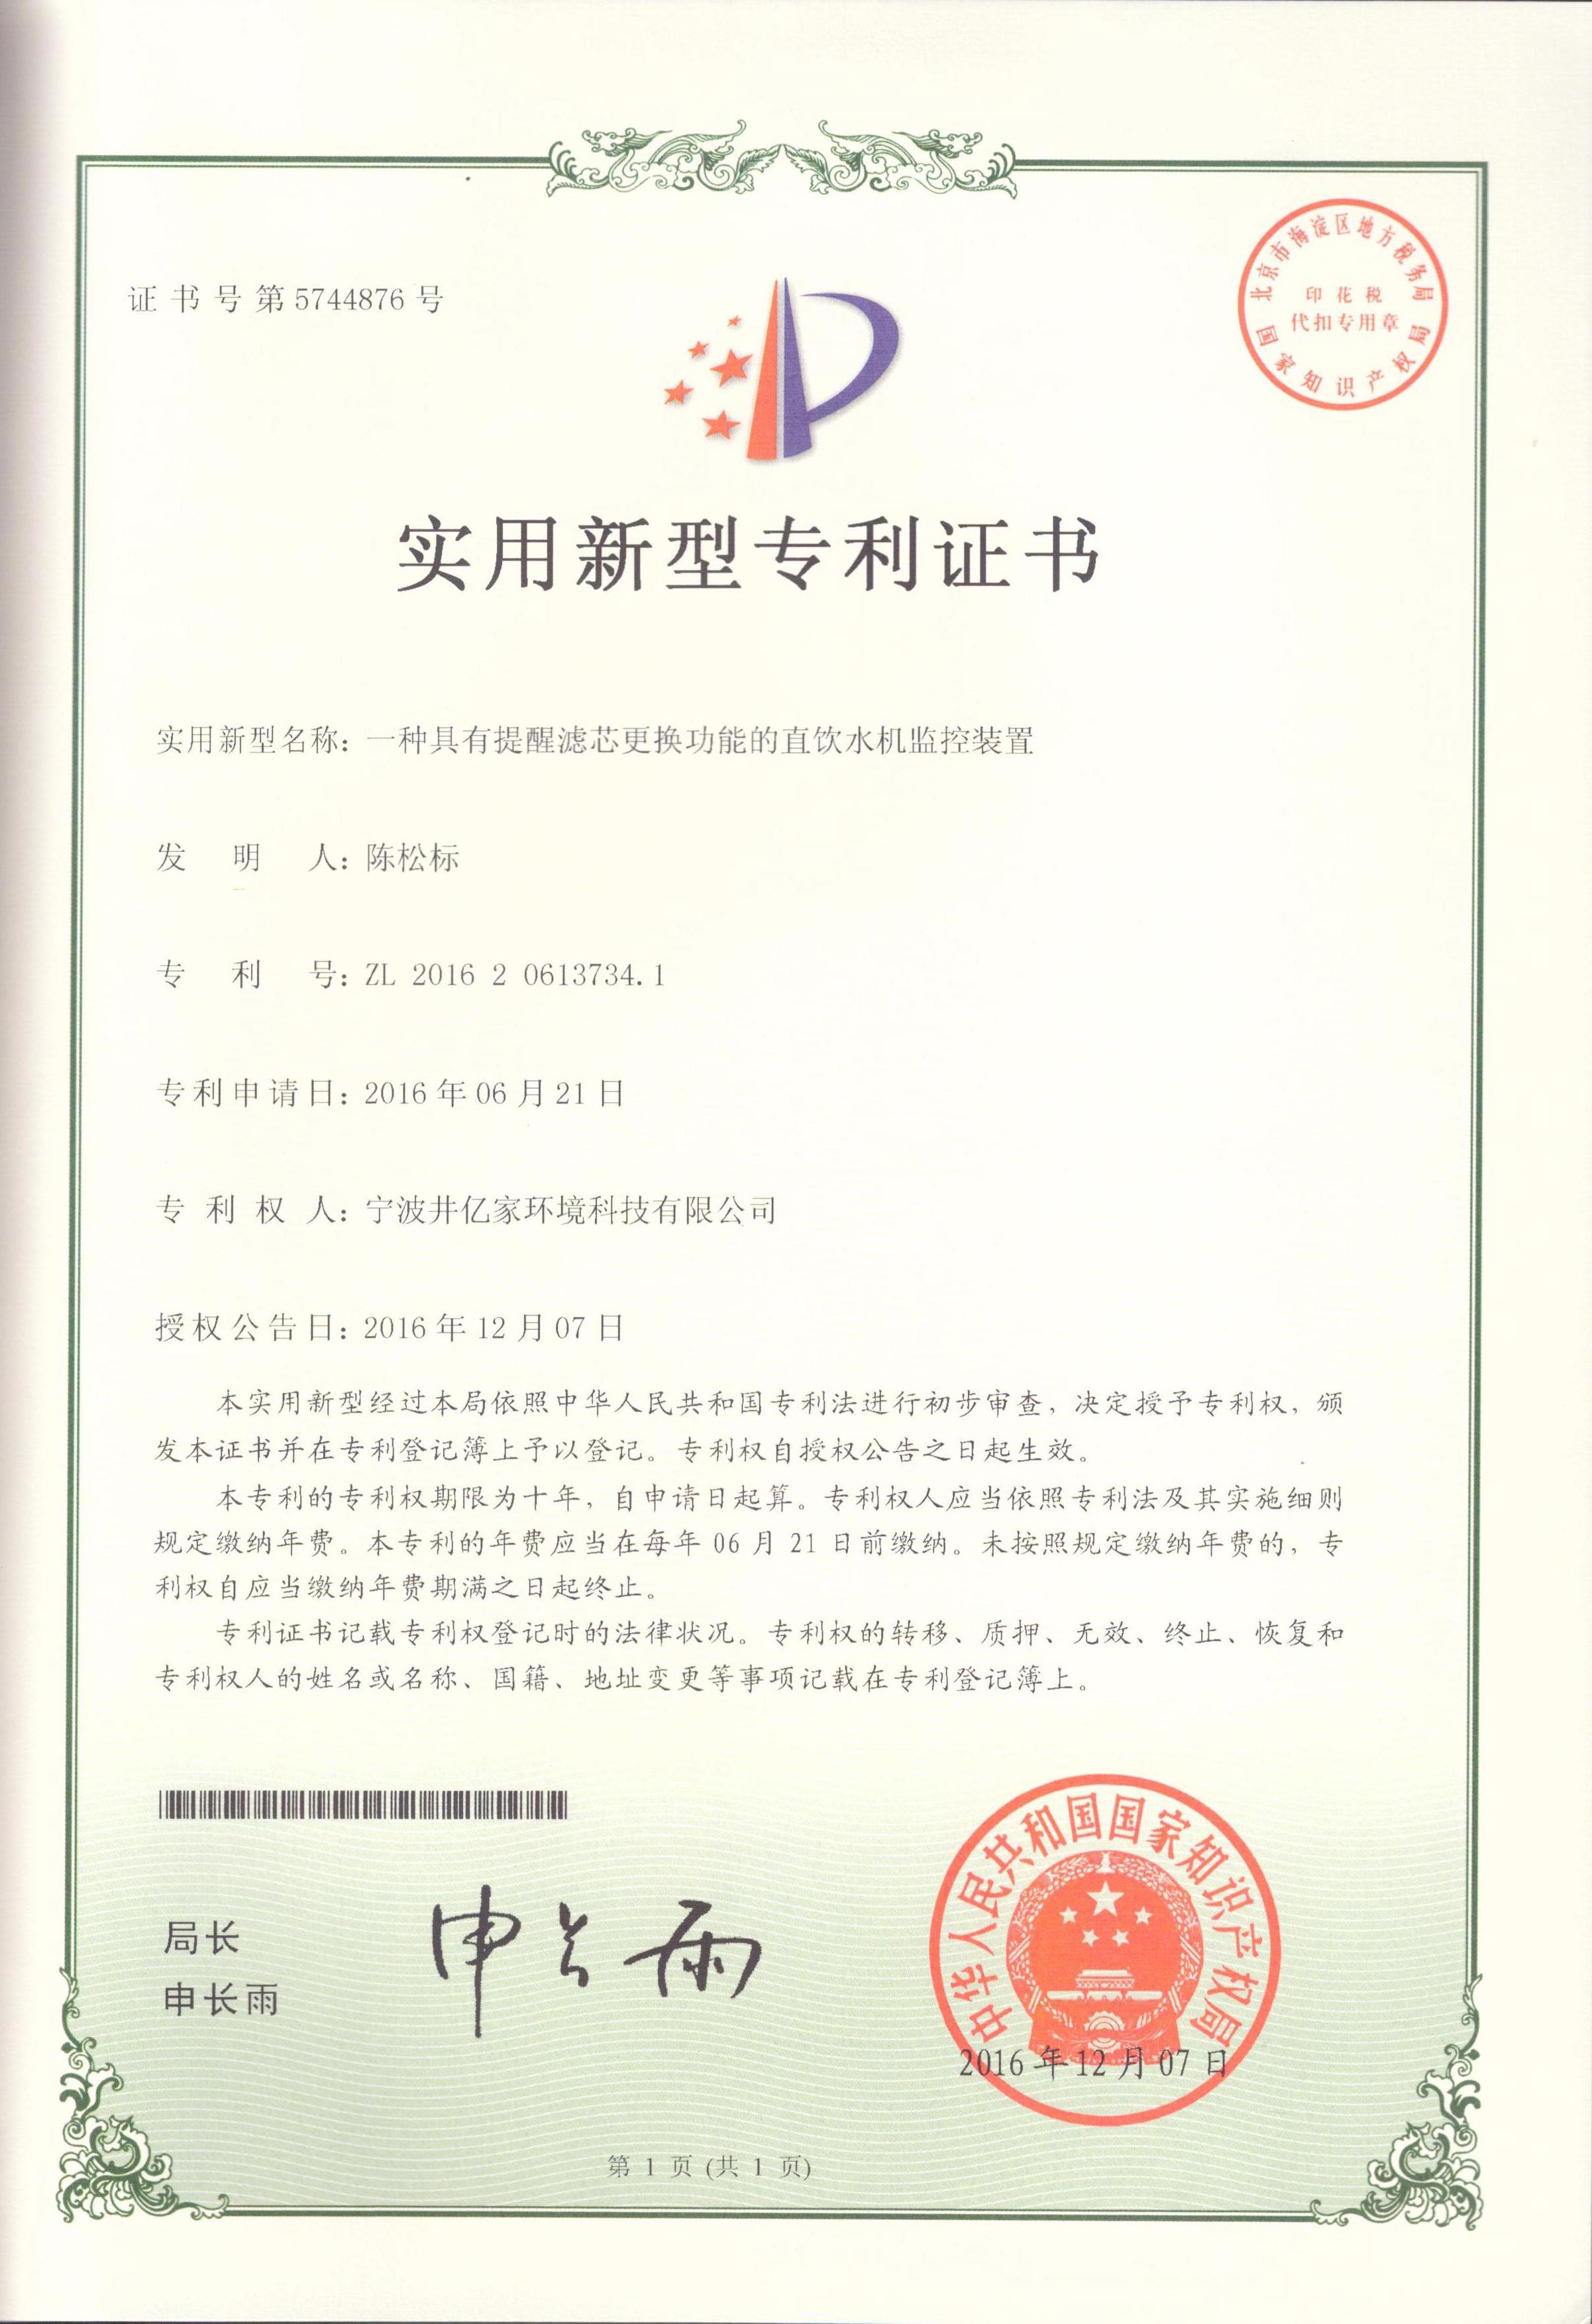 证书号第5744876号
北京市海淀区地方税务局
印花税
代扣专用章
国家知识产权局
实用新型专利证书
实用新型名称：一种具有提醒滤芯更换功能的直饮水机监控装置
发明人：陈松标
专利号：ZL 2016 2 0613734.1
专利申请日：2016年06月21日
专利权人：宁波井亿家环境科技有限公司
授权公告日：2016年12月07日
本实用新型经过本局依照中华人民共和国专利法进行初步审查，决定授予专利权，颁
发本证书并在专利登记簿上予以登记。专利权自授权公告之日起生效。
本专利的专利权期限为十年，自申请日起算。专利权人应当依照专利法及其实施细则
规定缴纳年费。本专利的年费应当在每年 06 月 21 日前缴纳。未按照规定缴纳年费的，专
利权自应当缴纳年费期满之日起终止。
专利证书记载专利权登记时的法律状况。专利权的转移、质押、无效、终止、恢复和
专利权人的姓名或名称、国籍、地址变更等事项记载在专利登记簿上。
局长
申长雨
申长雨
中华人民共和国国家知识产权局
2016年12月07日
第 1 页 (共 1 页)